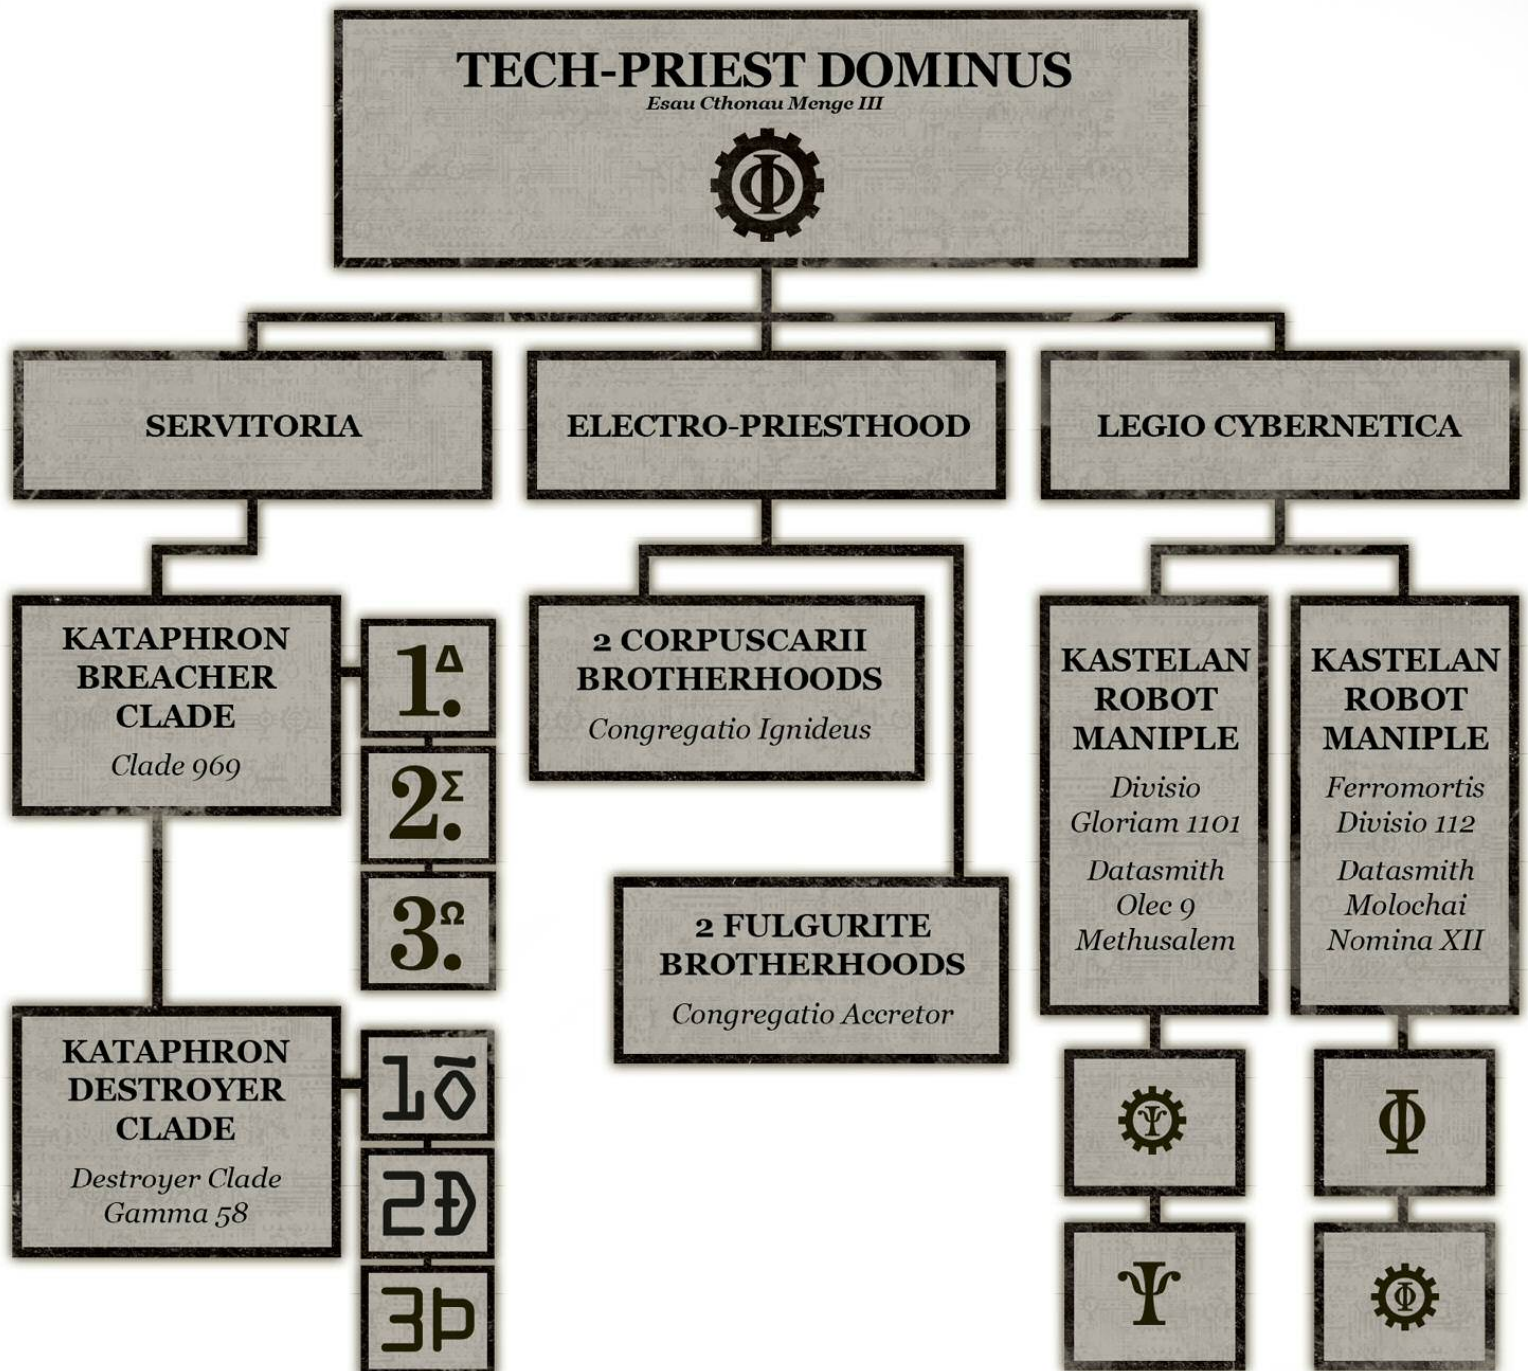 TECH-PRIEST DOMINUS
Esau Cthonau Menge III
Φ
SERVITORIA
ELECTRO-PRIESTHOOD
LEGIO CYBERNETICA
KATAPHRON
BREACHER
CLADE
Clade 969
1.Δ
2.Σ
3.Ω
KATAPHRON
DESTROYER
CLADE
Destroyer Clade
Gamma 58
1ō
2Đ
3Þ
2 CORPUSCARII
BROTHERHOODS
Congregatio Ignideus
2 FULGURITE
BROTHERHOODS
Congregatio Accretor
KASTELAN
ROBOT
MANIPLE
Divisio
Gloriam 1101
Datasmith
Olec 9
Methusalem
Ψ
Ψ
KASTELAN
ROBOT
MANIPLE
Ferromortis
Divisio 112
Datasmith
Molochai
Nomina XII
Φ
Φ